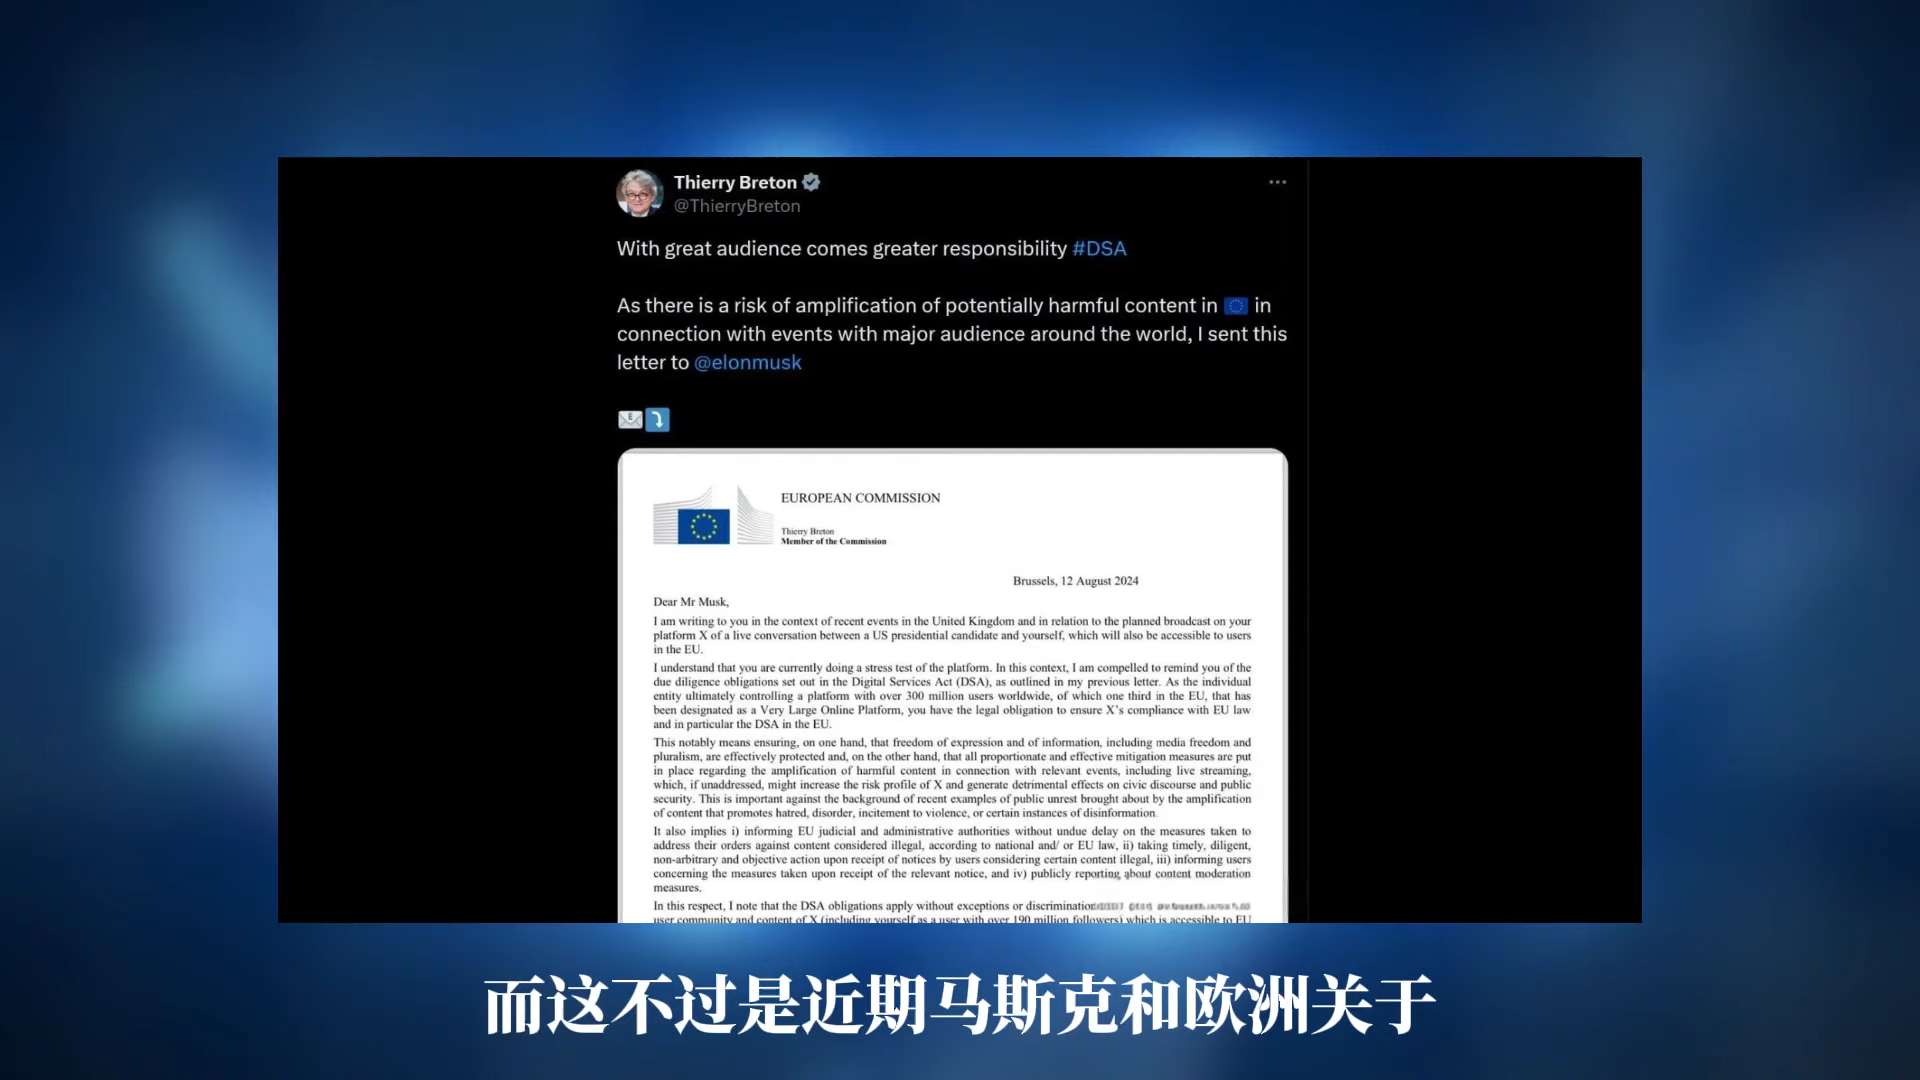 Thierry Breton
@ThierryBreton
With great audience comes greater responsibility #DSA
As there is a risk of amplification of potentially harmful content in 🇪🇺 in
connection with events with major audience around the world, I sent this
letter to @elonmusk
EUROPEAN COMMISSION
Thierry Breton
Member of the Commission
Brussels, 12 August 2024
Dear Mr Musk,
I am writing to you in the context of recent events in the United Kingdom and in relation to the planned broadcast on your
platform X of a live conversation between a US presidential candidate and yourself, which will also be accessible to users
in the EU.
I understand that you are currently doing a stress test of the platform. In this context, I am compelled to remind you of the
due diligence obligations set out in the Digital Services Act (DSA), as outlined in my previous letter. As the individual
entity ultimately controlling a platform with over 300 million users worldwide, of which one third in the EU, that has
been designated as a Very Large Online Platform, you have the legal obligation to ensure X's compliance with EU law
and in particular the DSA in the EU.
This notably means ensuring, on one hand, that freedom of expression and of information, including media freedom and
pluralism, are effectively protected and, on the other hand, that all proportionate and effective mitigation measures are put
in place regarding the amplification of harmful content in connection with relevant events, including live streaming,
which, if unaddressed, might increase the risk profile of X and generate detrimental effects on civic discourse and public
security. This is important against the background of recent examples of public unrest brought about by the amplification
of content that promotes hatred, disorder, incitement to violence, or certain instances of disinformation.
It also implies i) informing EU judicial and administrative authorities without undue delay on the measures taken to
address their orders against content considered illegal, according to national and/ or EU law, ii) taking timely, diligent,
non-arbitrary and objective action upon receipt of notices by users considering certain content illegal, iii) informing users
concerning the measures taken upon receipt of the relevant notice, and iv) publicly reporting about content moderation
measures.
In this respect, I note that the DSA obligations apply without exceptions or discrimination
user community and content of X (including yourself as a user with over 190 million followers) which is accessible to EU
而这不过是近期马斯克和欧洲关于